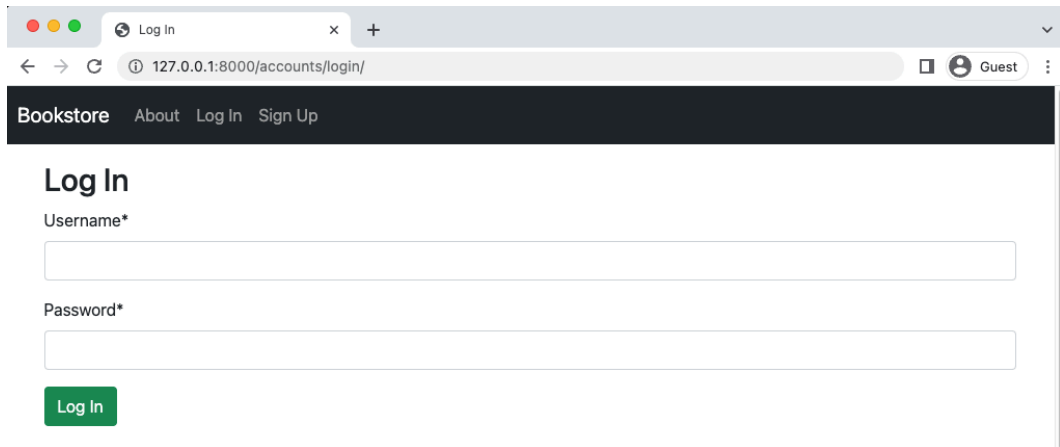 Log In
127.0.0.1:8000/accounts/login/ Guest
Bookstore About Log In Sign Up
Log In
Username*
Password*
Log In